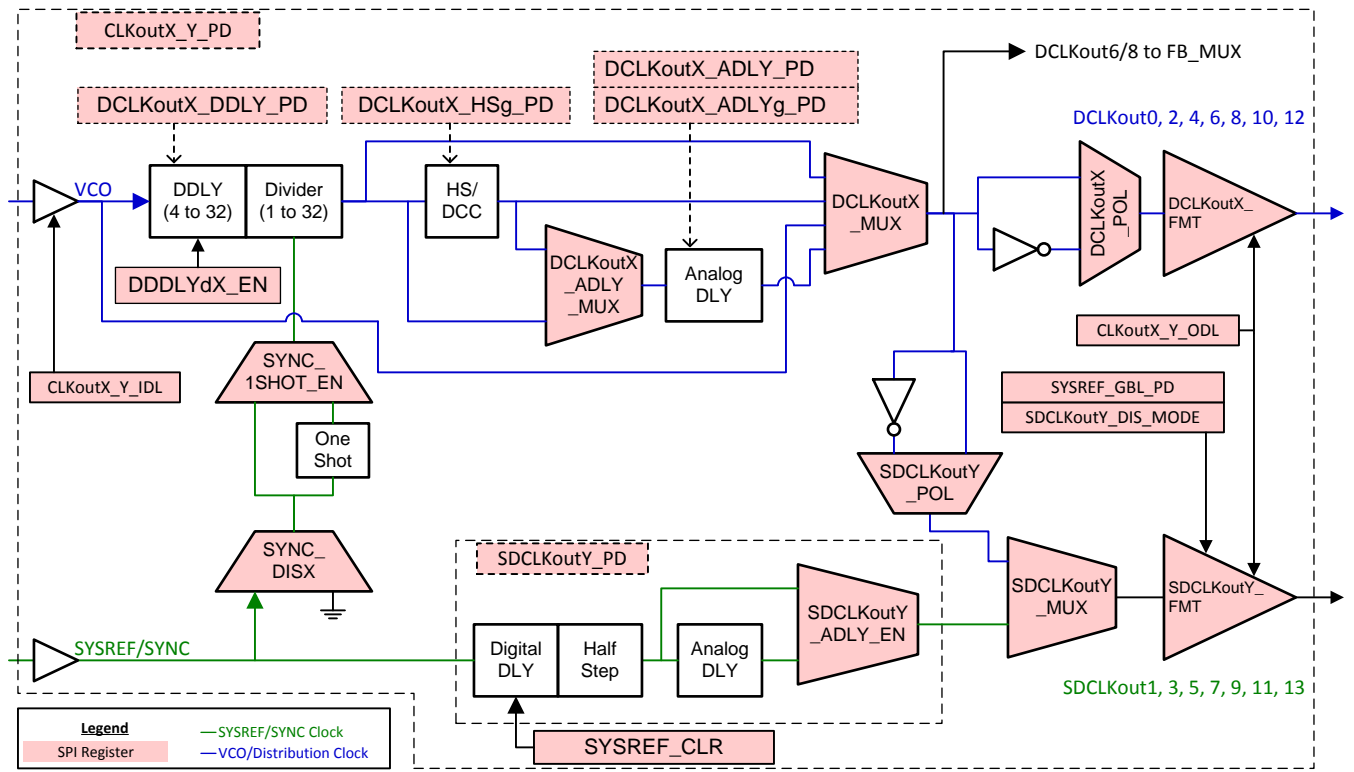 CLKoutX_Y_PD
DCLKoutX_DDLY_PD
DCLKoutX_HSg_PD
DCLKoutX_ADLY_PD
DCLKoutX_ADLYg_PD
DCLKout6/8 to FB_MUX
DCLKout0, 2, 4, 6, 8, 10, 12
VCO
DDLY
(4 to 32)
Divider
(1 to 32)
HS/
DCC
DCLKoutX
_ADLY
_MUX
Analog
DLY
DCLKoutX
_MUX
DCLKoutX
_POL
DCLKoutX_
FMT
DDDLYdX_EN
CLKoutX_Y_IDL
SYNC_
1SHOT_EN
One
Shot
SYNC_
DISX
CLKoutX_Y_ODL
SYSREF_GBL_PD
SDCLKoutY_DIS_MODE
SDCLKoutY
_POL
SDCLKoutY_PD
SYSREF/SYNC
Digital
DLY
Half
Step
Analog
DLY
SDCLKoutY
_ADLY_EN
SDCLKoutY
_MUX
SDCLKoutY_
FMT
SDCLKout1, 3, 5, 7, 9, 11, 13
SYSREF_CLR
Legend
SPI Register
SYSREF/SYNC Clock
VCO/Distribution Clock